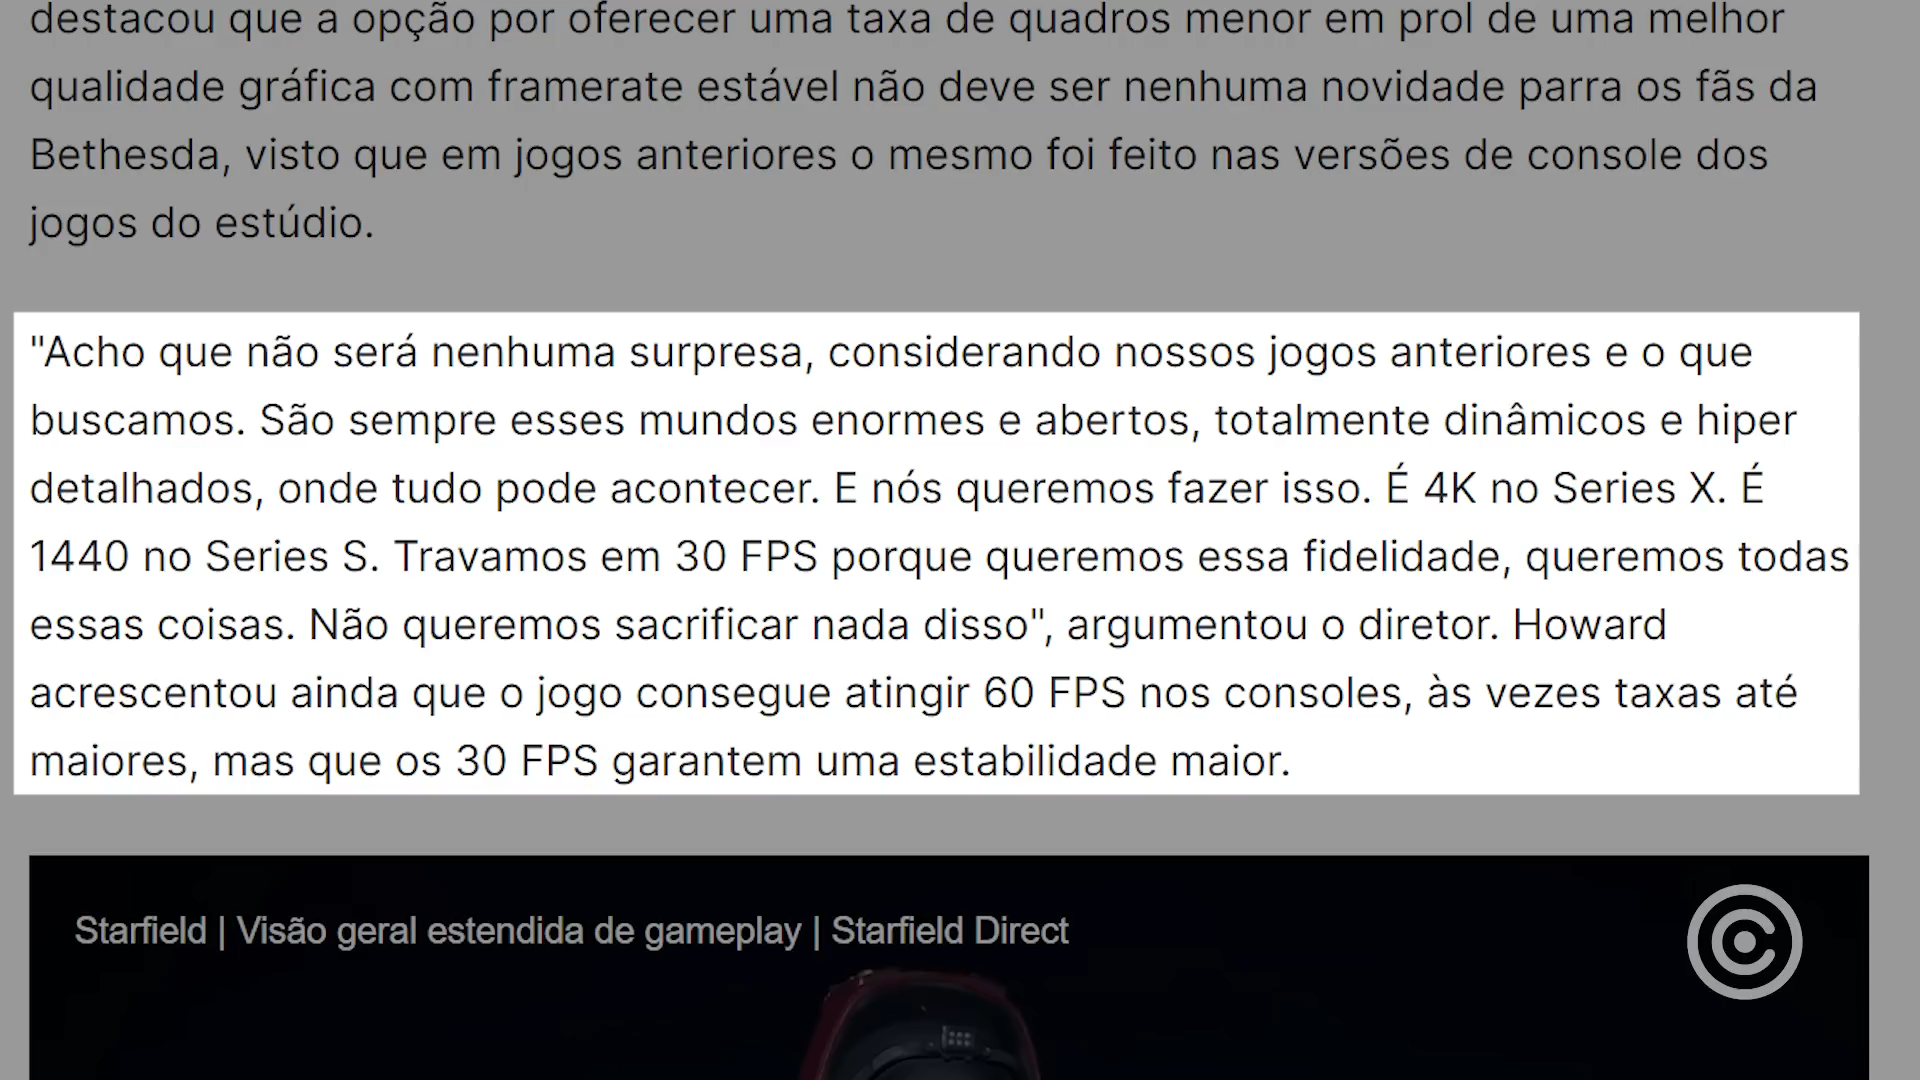 destacou que a opção por oferecer uma taxa de quadros menor em prol de uma melhor
qualidade gráfica com framerate estável não deve ser nenhuma novidade parra os fãs da
Bethesda, visto que em jogos anteriores o mesmo foi feito nas versões de console dos
jogos do estúdio.
"Acho que não será nenhuma surpresa, considerando nossos jogos anteriores e o que
buscamos. São sempre esses mundos enormes e abertos, totalmente dinâmicos e hiper
detalhados, onde tudo pode acontecer. E nós queremos fazer isso. É 4K no Series X. É
1440 no Series S. Travamos em 30 FPS porque queremos essa fidelidade, queremos todas
essas coisas. Não queremos sacrificar nada disso", argumentou o diretor. Howard
acrescentou ainda que o jogo consegue atingir 60 FPS nos consoles, às vezes taxas até
maiores, mas que os 30 FPS garantem uma estabilidade maior.
Starfield | Visão geral estendida de gameplay | Starfield Direct